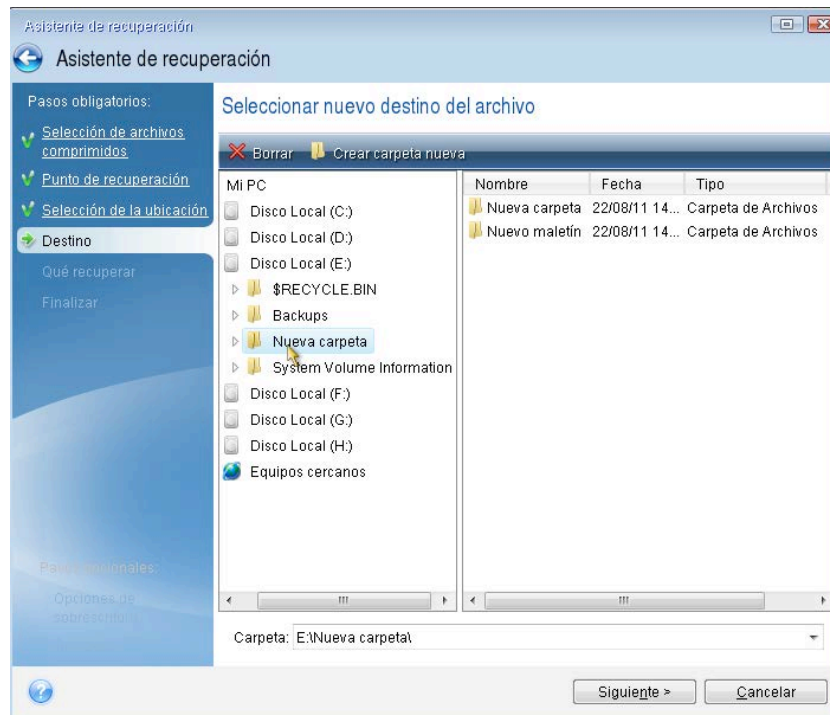 Asistente de recuperación
Asistente de recuperación
Pasos obligatorios:
Selección de archivos
comprimidos
Punto de recuperación
Selección de la ubicación
Destino
Qué recuperar
Finalizar
Opciones de
Seleccionar nuevo destino del archivo
Borrar Crear carpeta nueva
Mi PC
Disco Local (C:)
Disco Local (D:)
Disco Local (E:)
$RECYCLE.BIN
Backups
Nueva carpeta
System Volume Information
Disco Local (F:)
Disco Local (G:)
Disco Local (H:)
Equipos cercanos
Nombre Fecha Tipo
Nueva carpeta 22/08/11 14... Carpeta de Archivos
Nuevo maletín 22/08/11 14... Carpeta de Archivos
Carpeta: E:\Nueva carpeta\
Siguiente > Cancelar